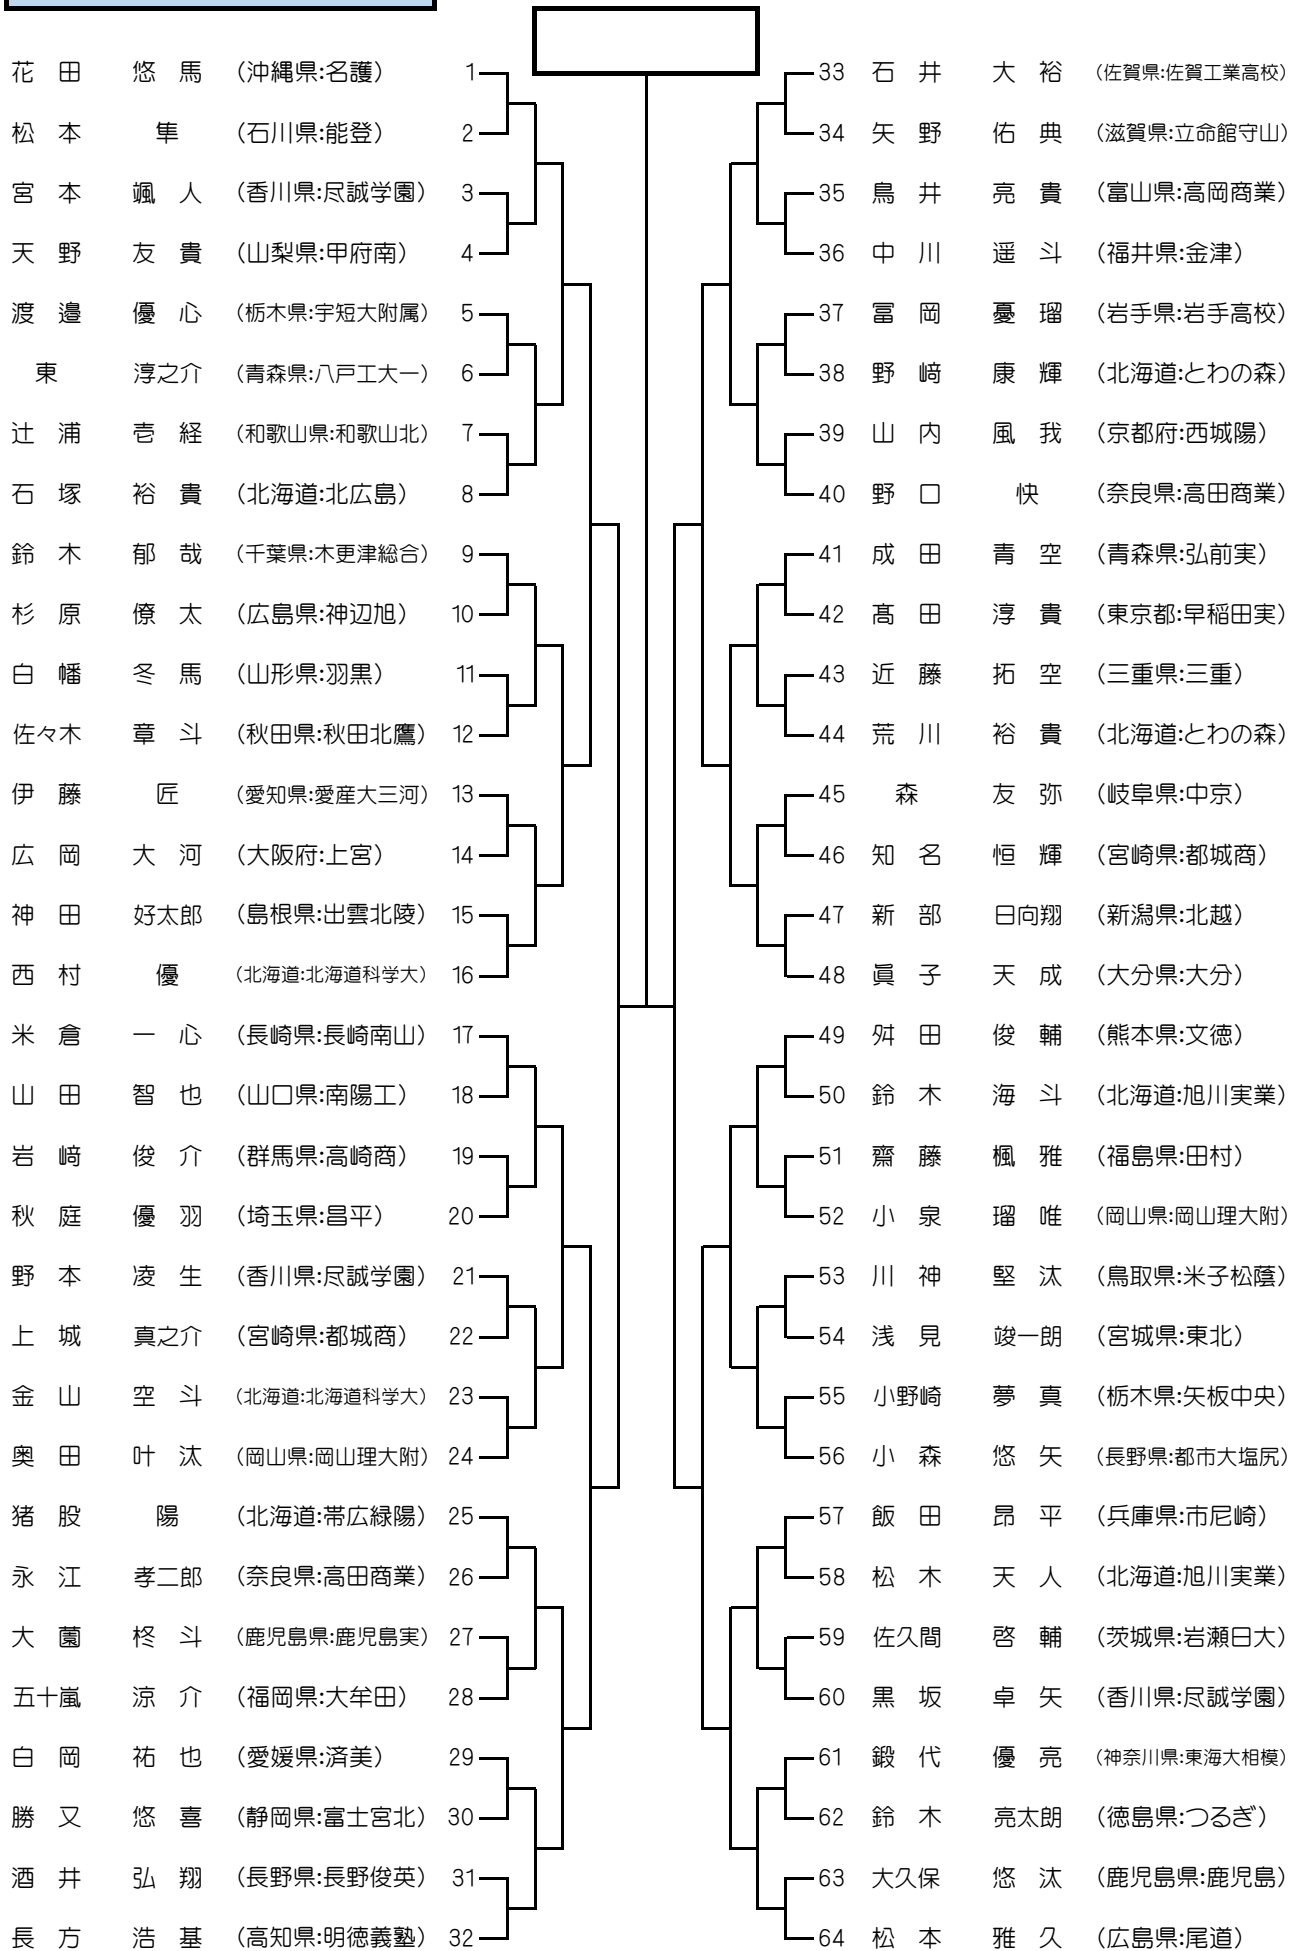 花田 悠馬 (沖縄県:名護) 1
松本 隼 (石川県:能登) 2
宮本 颯人 (香川県:尽誠学園) 3
天野 友貴 (山梨県:甲府南) 4
渡邉 優心 (栃木県:宇短大附属) 5
東 淳之介 (青森県:八戸工大一) 6
辻浦 壱経 (和歌山県:和歌山北) 7
石塚 裕貴 (北海道:北広島) 8
鈴木 郁哉 (千葉県:木更津総合) 9
杉原 僚太 (広島県:神辺旭) 10
白幡 冬馬 (山形県:羽黒) 11
佐々木 章斗 (秋田県:秋田北鷹) 12
伊藤 匠 (愛知県:愛産大三河) 13
広岡 大河 (大阪府:上宮) 14
神田 好太郎 (島根県:出雲北陵) 15
西村 優 (北海道:北海道科学大) 16
米倉 一心 (長崎県:長崎南山) 17
山田 智也 (山口県:南陽工) 18
岩﨑 俊介 (群馬県:高崎商) 19
秋庭 優羽 (埼玉県:昌平) 20
野本 凌生 (香川県:尽誠学園) 21
上城 真之介 (宮崎県:都城商) 22
金山 空斗 (北海道:北海道科学大) 23
奥田 叶汰 (岡山県:岡山理大附) 24
猪股 陽 (北海道:帯広緑陽) 25
永江 孝二郎 (奈良県:高田商業) 26
大薗 柊斗 (鹿児島県:鹿児島実) 27
五十嵐 涼介 (福岡県:大牟田) 28
白岡 祐也 (愛媛県:済美) 29
勝又 悠喜 (静岡県:富士宮北) 30
酒井 弘翔 (長野県:長野俊英) 31
長方 浩基 (高知県:明徳義塾) 32
33 石井 大裕 (佐賀県:佐賀工業高校)
34 矢野 佑典 (滋賀県:立命館守山)
35 鳥井 亮貴 (富山県:高岡商業)
36 中川 遥斗 (福井県:金津)
37 冨岡 憂瑠 (岩手県:岩手高校)
38 野﨑 康輝 (北海道:とわの森)
39 山内 風我 (京都府:西城陽)
40 野口 快 (奈良県:高田商業)
41 成田 青空 (青森県:弘前実)
42 髙田 淳貴 (東京都:早稲田実)
43 近藤 拓空 (三重県:三重)
44 荒川 裕貴 (北海道:とわの森)
45 森 友弥 (岐阜県:中京)
46 知名 恒輝 (宮崎県:都城商)
47 新部 日向翔 (新潟県:北越)
48 眞子 天成 (大分県:大分)
49 舛田 俊輔 (熊本県:文徳)
50 鈴木 海斗 (北海道:旭川実業)
51 齋藤 楓雅 (福島県:田村)
52 小泉 瑠唯 (岡山県:岡山理大附)
53 川神 堅汰 (鳥取県:米子松蔭)
54 浅見 竣一朗 (宮城県:東北)
55 小野崎 夢真 (栃木県:矢板中央)
56 小森 悠矢 (長野県:都市大塩尻)
57 飯田 昂平 (兵庫県:市尼崎)
58 松木 天人 (北海道:旭川実業)
59 佐久間 啓輔 (茨城県:岩瀬日大)
60 黒坂 卓矢 (香川県:尽誠学園)
61 鍛代 優亮 (神奈川県:東海大相模)
62 鈴木 亮太朗 (徳島県:つるぎ)
63 大久保 悠汰 (鹿児島県:鹿児島)
64 松本 雅久 (広島県:尾道)